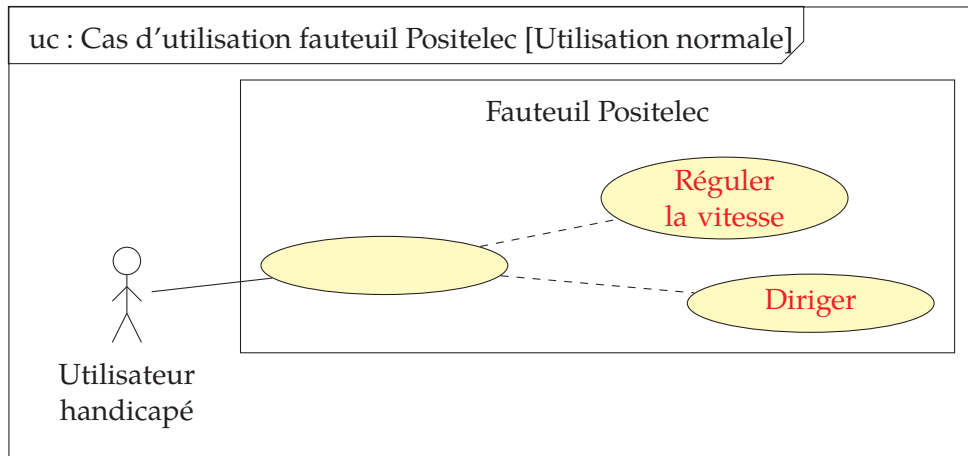 uc : Cas d’utilisation fauteuil Positelec [Utilisation normale]
Fauteuil Positelec
Réguler
la vitesse
Diriger
Utilisateur
handicapé